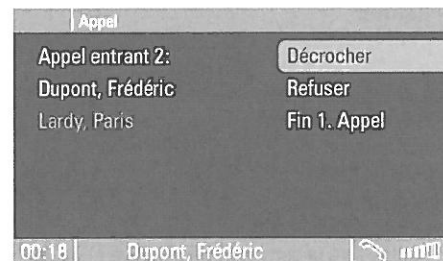 Appel
Appel entrant 2:
Décrocher
Dupont, Frédéric
Refuser
Lardy, Paris
Fin 1. Appel
00:18 Dupont, Frédéric